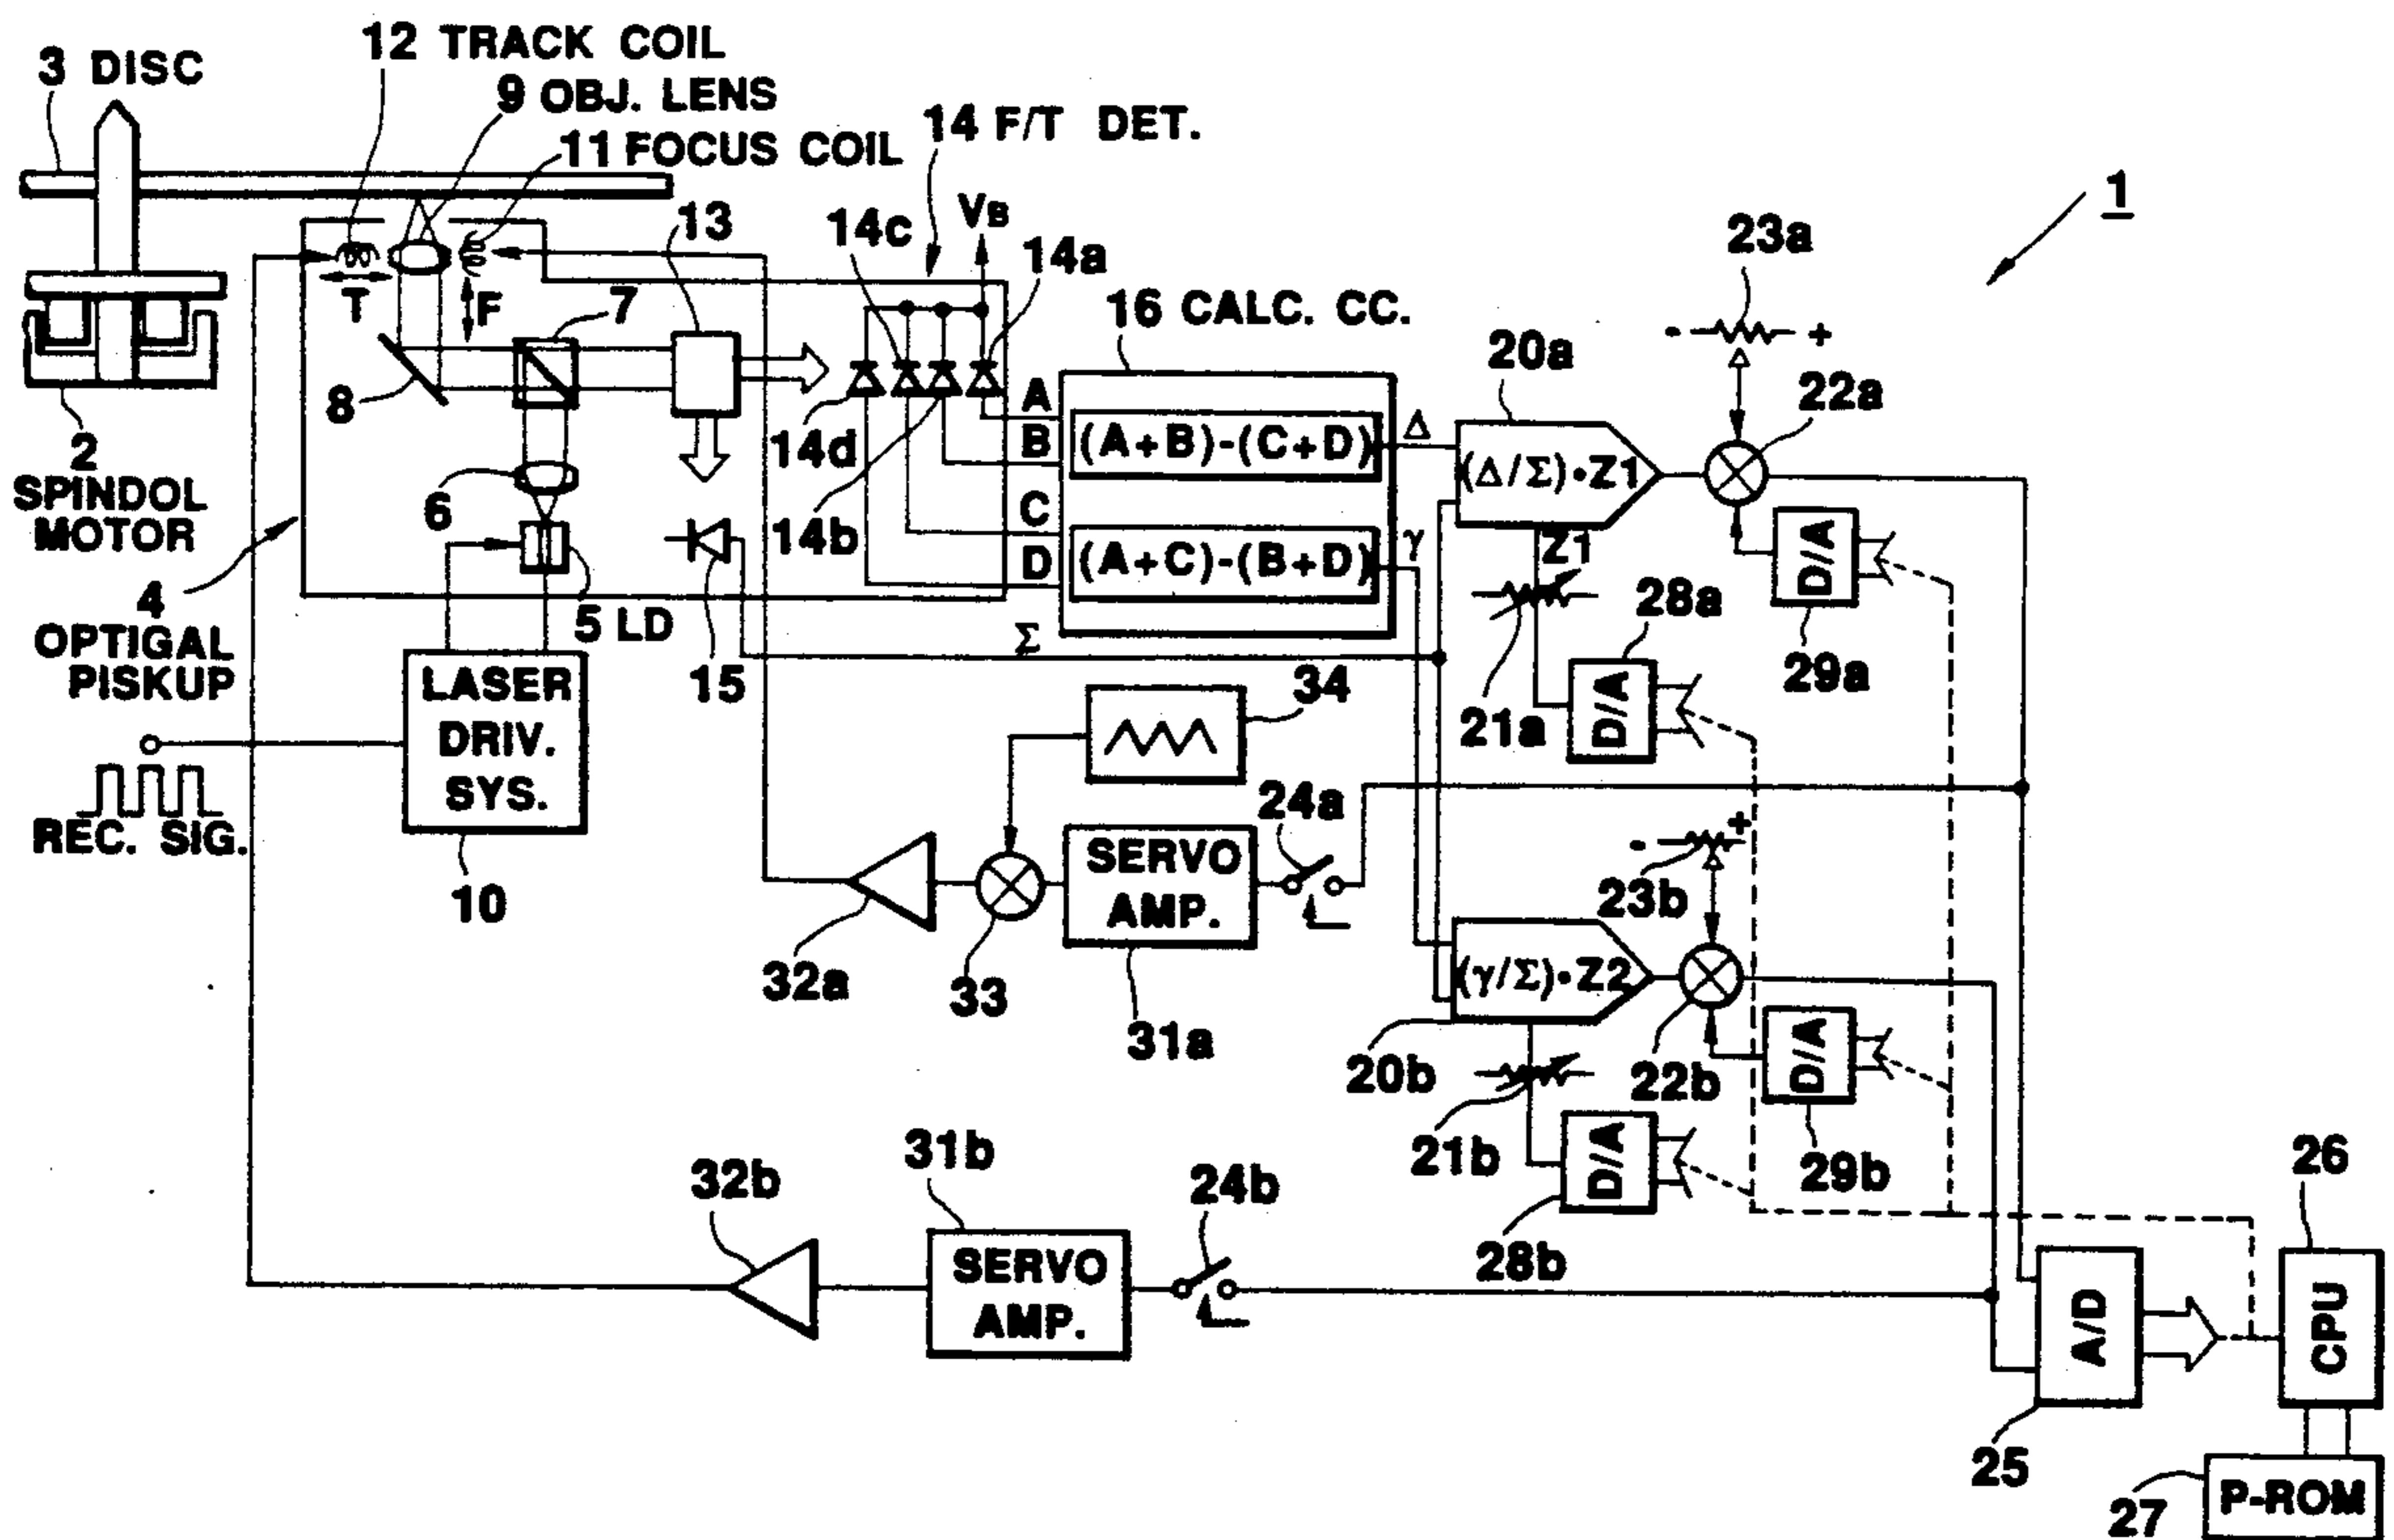 12 TRACK COIL
3 DISC
9 OBJ. LENS
11 FOCUS COIL
14 F/T DET.
1
13
14c
VB
14a
23a
T
F
7
16 CALC. CC.
20a
- +
22a
8
A
B
(A+B)-(C+D)
Δ
(Δ/Σ)•Z1
2
SPINDOL
MOTOR
14d
6
C
14b
D
(A+C)-(B+D)
γ
Z1
D/A
4
OPTIGAL
PISKUP
5 LD
15
Σ
28a
29a
LASER
DRIV.
SYS.
34
21a
D/A
REC. SIG.
10
24a
SERVO
AMP.
- +
23b
32a
33
31a
(γ/Σ)•Z2
20b
22b
D/A
21b
D/A
29b
28b
26
32b
31b
24b
SERVO
AMP.
A/D
CPU
25
27
P-ROM